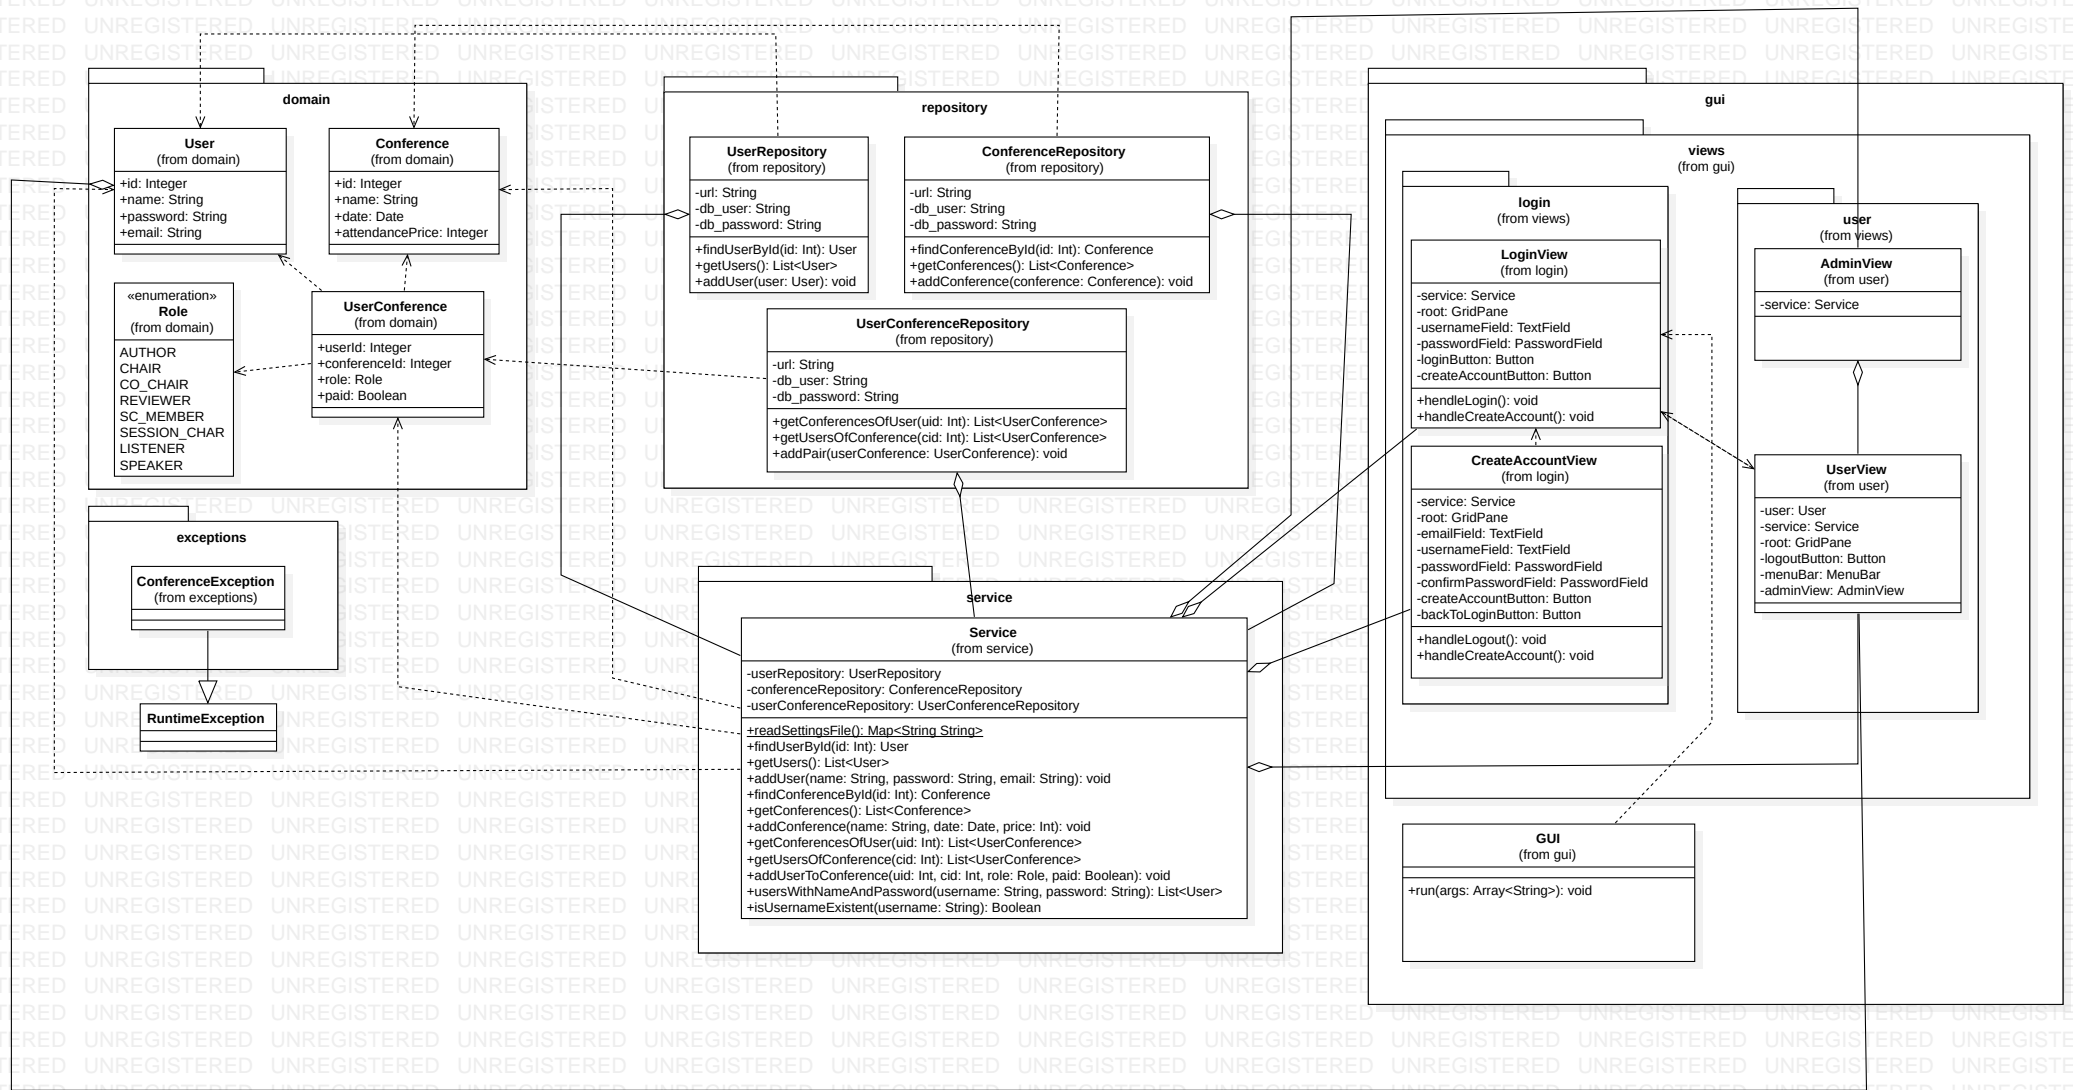 domain
User
(from domain)
+id: Integer
+name: String
+password: String
+email: String
Conference
(from domain)
+id: Integer
+name: String
+date: Date
+attendancePrice: Integer
«enumeration»
Role
(from domain)
AUTHOR
CHAIR
CO_CHAIR
REVIEWER
SC_MEMBER
SESSION_CHAR
LISTENER
SPEAKER
UserConference
(from domain)
+userId: Integer
+conferenceId: Integer
+role: Role
+paid: Boolean
exceptions
ConferenceException
(from exceptions)
RuntimeException
repository
UserRepository
(from repository)
-url: String
-db_user: String
-db_password: String
+findUserById(id: Int): User
+getUsers(): List<User>
+addUser(user: User): void
ConferenceRepository
(from repository)
-url: String
-db_user: String
-db_password: String
+findConferenceById(id: Int): Conference
+getConferences(): List<Conference>
+addConference(conference: Conference): void
UserConferenceRepository
(from repository)
-url: String
-db_user: String
-db_password: String
+getConferencesOfUser(uid: Int): List<UserConference>
+getUsersOfConference(cid: Int): List<UserConference>
+addPair(userConference: UserConference): void
service
Service
(from service)
-userRepository: UserRepository
-conferenceRepository: ConferenceRepository
-userConferenceRepository: UserConferenceRepository
+readSettingsFile(): Map<String String>
+findUserById(id: Int): User
+getUsers(): List<User>
+addUser(name: String, password: String, email: String): void
+findConferenceById(id: Int): Conference
+getConferences(): List<Conference>
+addConference(name: String, date: Date, price: Int): void
+getConferencesOfUser(uid: Int): List<UserConference>
+getUsersOfConference(cid: Int): List<UserConference>
+addUserToConference(uid: Int, cid: Int, role: Role, paid: Boolean): void
+usersWithNameAndPassword(username: String, password: String): List<User>
+isUsernameExistent(username: String): Boolean
gui
views
(from gui)
login
(from views)
LoginView
(from login)
-service: Service
-root: GridPane
-usernameField: TextField
-passwordField: PasswordField
-loginButton: Button
-createAccountButton: Button
+hendleLogin(): void
+handleCreateAccount(): void
CreateAccountView
(from login)
-service: Service
-root: GridPane
-emailField: TextField
-usernameField: TextField
-passwordField: PasswordField
-confirmPasswordField: PasswordField
-createAccountButton: Button
-backToLoginButton: Button
+handleLogout(): void
+handleCreateAccount(): void
user
(from views)
AdminView
(from user)
-service: Service
UserView
(from user)
-user: User
-service: Service
-root: GridPane
-logoutButton: Button
-menuBar: MenuBar
-adminView: AdminView
GUI
(from gui)
+run(args: Array<String>): void
UNREGISTERED